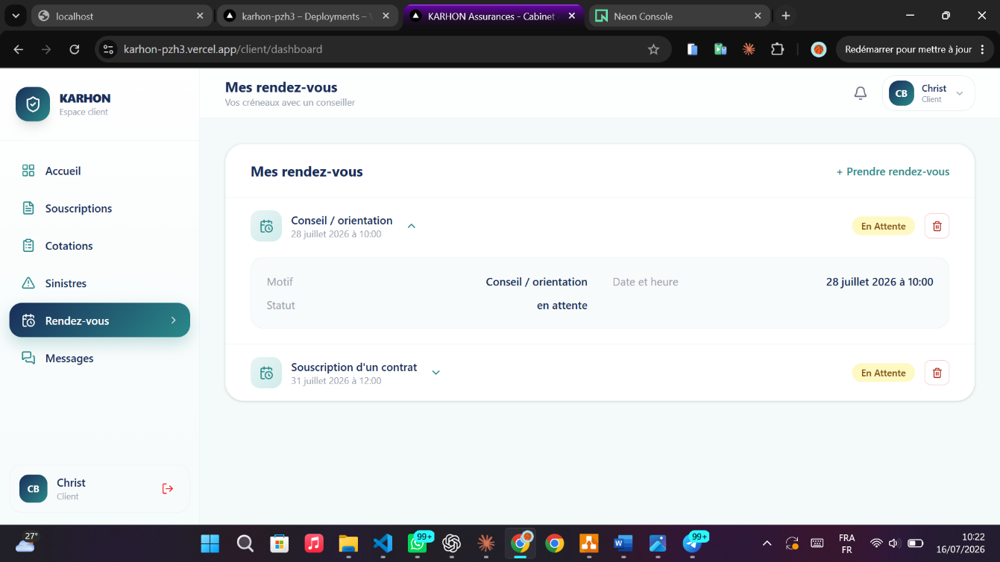 localhost
karhon-pzh3 – Deployments – V
KARHON Assurances - Cabinet
Neon Console
karhon-pzh3.vercel.app/client/dashboard
Redémarrer pour mettre à jour
KARHON
Espace client
Mes rendez-vous
Vos créneaux avec un conseiller
CB
Christ
Client
Accueil
Souscriptions
Cotations
Sinistres
Rendez-vous
Messages
Mes rendez-vous
+ Prendre rendez-vous
Conseil / orientation
28 juillet 2026 à 10:00
En Attente
Motif
Conseil / orientation
Date et heure
28 juillet 2026 à 10:00
Statut
en attente
Souscription d'un contrat
31 juillet 2026 à 12:00
En Attente
CB
Christ
Client
27°
99+
W
99+
FRA
FR
10:22
16/07/2026